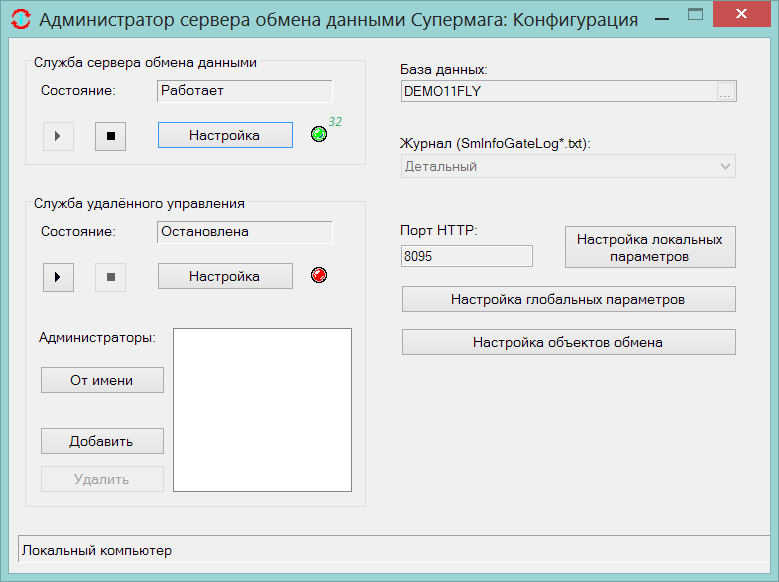 Администратор сервера обмена данными Супермага: Конфигурация
Служба сервера обмена данными
Состояние:
Работает
Настройка
32
Служба удалённого управления
Состояние:
Остановлена
Настройка
Администраторы:
От имени
Добавить
Удалить
База данных:
DEMO11FLY
...
Журнал (SmInfoGateLog*.txt):
Детальный
Порт HTTP:
8095
Настройка локальных
параметров
Настройка глобальных параметров
Настройка объектов обмена
Локальный компьютер